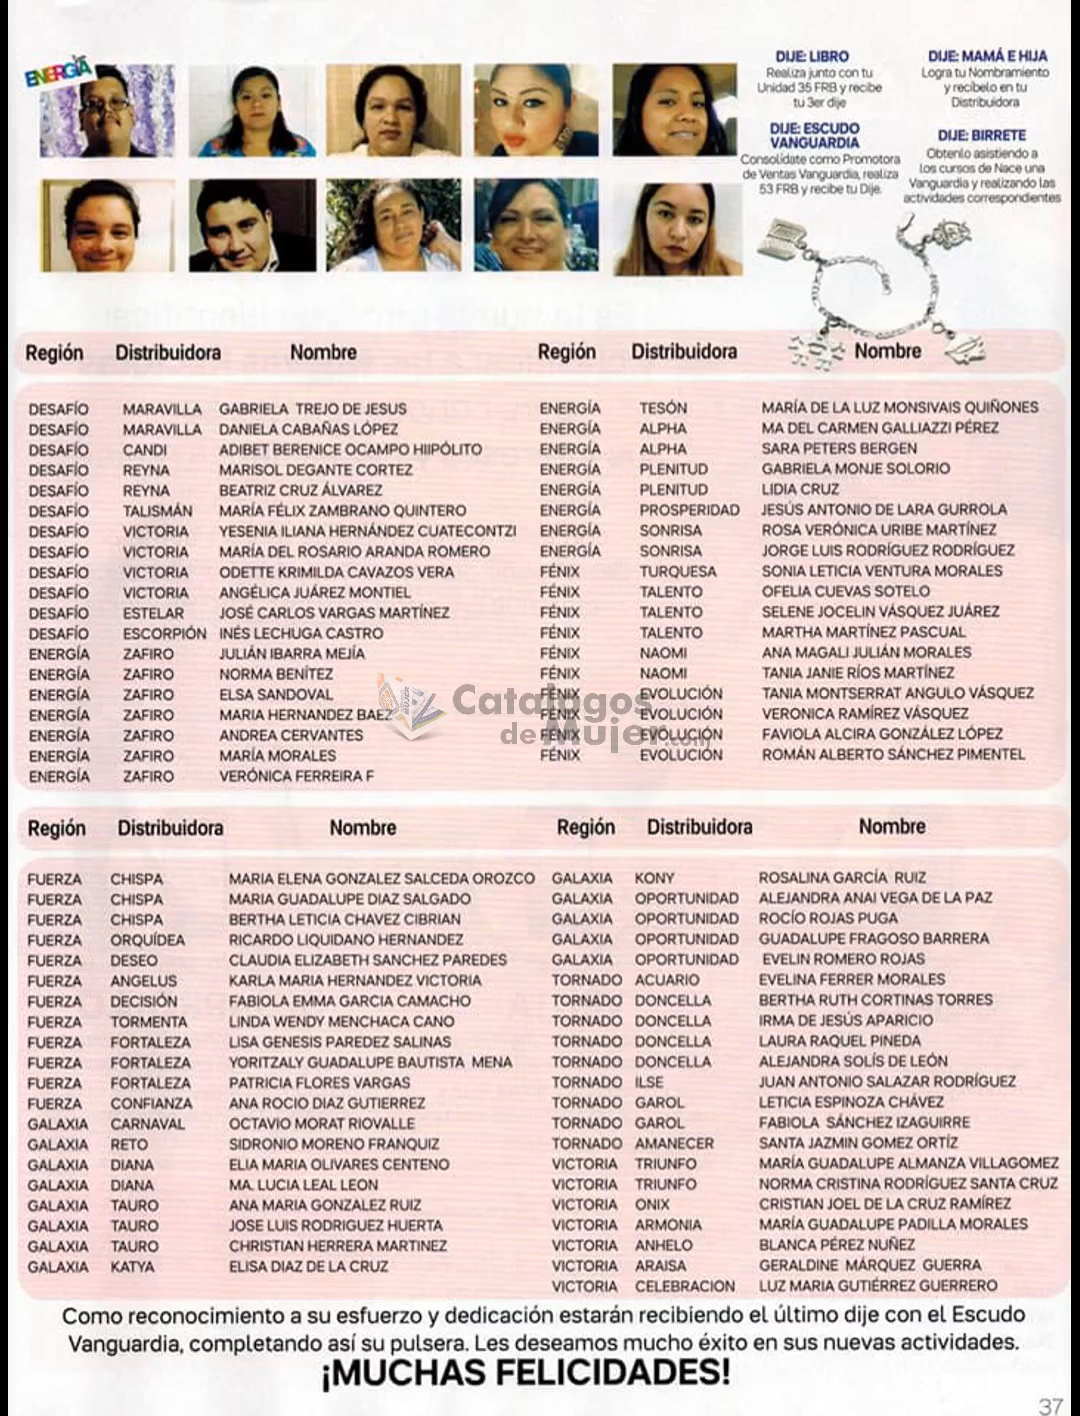 ENERGÍA
DIJE: LIBRO
Realiza junto con tu
Unidad 35 FRB y recibe
tu 3er dije
DIJE: ESCUDO
VANGUARDIA
Consolídate como Promotora
de Ventas Vanguardia, realiza
53 FRB y recibe tu Dije.
DIJE: MAMÁ E HIJA
Logra tu Nombramiento
y recíbelo en tu
Distribuidora
DIJE: BIRRETE
Obtenlo asistiendo a
los cursos de Nace una
Vanguardia y realizando las
actividades correspondientes
Región Distribuidora Nombre Región Distribuidora Nombre
DESAFÍO MARAVILLA GABRIELA TREJO DE JESUS ENERGÍA TESÓN MARÍA DE LA LUZ MONSIVAIS QUIÑONES
DESAFÍO MARAVILLA DANIELA CABAÑAS LÓPEZ ENERGÍA ALPHA MA DEL CARMEN GALLIAZZI PÉREZ
DESAFÍO CANDI ADIBET BERENICE OCAMPO HIIPÓLITO ENERGÍA ALPHA SARA PETERS BERGEN
DESAFÍO REYNA MARISOL DEGANTE CORTEZ ENERGÍA PLENITUD GABRIELA MONJE SOLORIO
DESAFÍO REYNA BEATRIZ CRUZ ÁLVAREZ ENERGÍA PLENITUD LIDIA CRUZ
DESAFÍO TALISMÁN MARÍA FÉLIX ZAMBRANO QUINTERO ENERGÍA PROSPERIDAD JESÚS ANTONIO DE LARA GURROLA
DESAFÍO VICTORIA YESENIA ILIANA HERNÁNDEZ CUATECONTZI ENERGÍA SONRISA ROSA VERÓNICA URIBE MARTÍNEZ
DESAFÍO VICTORIA MARÍA DEL ROSARIO ARANDA ROMERO ENERGÍA SONRISA JORGE LUIS RODRÍGUEZ RODRÍGUEZ
DESAFÍO VICTORIA ODETTE KRIMILDA CAVAZOS VERA FÉNIX TURQUESA SONIA LETICIA VENTURA MORALES
DESAFÍO VICTORIA ANGÉLICA JUÁREZ MONTIEL FÉNIX TALENTO OFELIA CUEVAS SOTELO
DESAFÍO ESTELAR JOSÉ CARLOS VARGAS MARTÍNEZ FÉNIX TALENTO SELENE JOCELIN VÁSQUEZ JUÁREZ
DESAFÍO ESCORPIÓN INÉS LECHUGA CASTRO FÉNIX TALENTO MARTHA MARTÍNEZ PASCUAL
ENERGÍA ZAFIRO JULIÁN IBARRA MEJÍA FÉNIX NAOMI ANA MAGALI JULIÁN MORALES
ENERGÍA ZAFIRO NORMA BENÍTEZ FÉNIX NAOMI TANIA JANIE RÍOS MARTÍNEZ
ENERGÍA ZAFIRO ELSA SANDOVAL FÉNIX EVOLUCIÓN TANIA MONTSERRAT ANGULO VÁSQUEZ
ENERGÍA ZAFIRO MARIA HERNANDEZ BAEZ FÉNIX EVOLUCIÓN VERONICA RAMÍREZ VÁSQUEZ
ENERGÍA ZAFIRO ANDREA CERVANTES FÉNIX EVOLUCIÓN FAVIOLA ALCIRA GONZÁLEZ LÓPEZ
ENERGÍA ZAFIRO MARÍA MORALES FÉNIX EVOLUCIÓN ROMÁN ALBERTO SÁNCHEZ PIMENTEL
ENERGÍA ZAFIRO VERÓNICA FERREIRA F
Catálogos
de Mujer.com
Región Distribuidora Nombre Región Distribuidora Nombre
FUERZA CHISPA MARIA ELENA GONZALEZ SALCEDA OROZCO GALAXIA KONY ROSALINA GARCÍA RUIZ
FUERZA CHISPA MARIA GUADALUPE DIAZ SALGADO GALAXIA OPORTUNIDAD ALEJANDRA ANAI VEGA DE LA PAZ
FUERZA CHISPA BERTHA LETICIA CHAVEZ CIBRIAN GALAXIA OPORTUNIDAD ROCÍO ROJAS PUGA
FUERZA ORQUÍDEA RICARDO LIQUIDANO HERNANDEZ GALAXIA OPORTUNIDAD GUADALUPE FRAGOSO BARRERA
FUERZA DESEO CLAUDIA ELIZABETH SANCHEZ PAREDES GALAXIA OPORTUNIDAD EVELIN ROMERO ROJAS
FUERZA ANGELUS KARLA MARIA HERNANDEZ VICTORIA TORNADO ACUARIO EVELINA FERRER MORALES
FUERZA DECISIÓN FABIOLA EMMA GARCIA CAMACHO TORNADO DONCELLA BERTHA RUTH CORTINAS TORRES
FUERZA TORMENTA LINDA WENDY MENCHACA CANO TORNADO DONCELLA IRMA DE JESÚS APARICIO
FUERZA FORTALEZA LISA GENESIS PAREDEZ SALINAS TORNADO DONCELLA LAURA RAQUEL PINEDA
FUERZA FORTALEZA YORITZALY GUADALUPE BAUTISTA MENA TORNADO DONCELLA ALEJANDRA SOLÍS DE LEÓN
FUERZA FORTALEZA PATRICIA FLORES VARGAS TORNADO ILSE JUAN ANTONIO SALAZAR RODRÍGUEZ
FUERZA CONFIANZA ANA ROCIO DIAZ GUTIERREZ TORNADO GAROL LETICIA ESPINOZA CHÁVEZ
GALAXIA CARNAVAL OCTAVIO MORAT RIOVALLE TORNADO GAROL FABIOLA SÁNCHEZ IZAGUIRRE
GALAXIA RETO SIDRONIO MORENO FRANQUIZ TORNADO AMANECER SANTA JAZMIN GOMEZ ORTÍZ
GALAXIA DIANA ELIA MARIA OLIVARES CENTENO VICTORIA TRIUNFO MARÍA GUADALUPE ALMANZA VILLAGOMEZ
GALAXIA DIANA MA. LUCIA LEAL LEON VICTORIA TRIUNFO NORMA CRISTINA RODRÍGUEZ SANTA CRUZ
GALAXIA TAURO ANA MARIA GONZALEZ RUIZ VICTORIA ONIX CRISTIAN JOEL DE LA CRUZ RAMÍREZ
GALAXIA TAURO JOSE LUIS RODRIGUEZ HUERTA VICTORIA ARMONIA MARÍA GUADALUPE PADILLA MORALES
GALAXIA TAURO CHRISTIAN HERRERA MARTINEZ VICTORIA ANHELO BLANCA PÉREZ NUÑEZ
GALAXIA KATYA ELISA DIAZ DE LA CRUZ VICTORIA ARAISA GERALDINE MÁRQUEZ GUERRA
VICTORIA CELEBRACION LUZ MARIA GUTIÉRREZ GUERRERO
Como reconocimiento a su esfuerzo y dedicación estarán recibiendo el último dije con el Escudo
Vanguardia, completando así su pulsera. Les deseamos mucho éxito en sus nuevas actividades.
¡MUCHAS FELICIDADES!
37